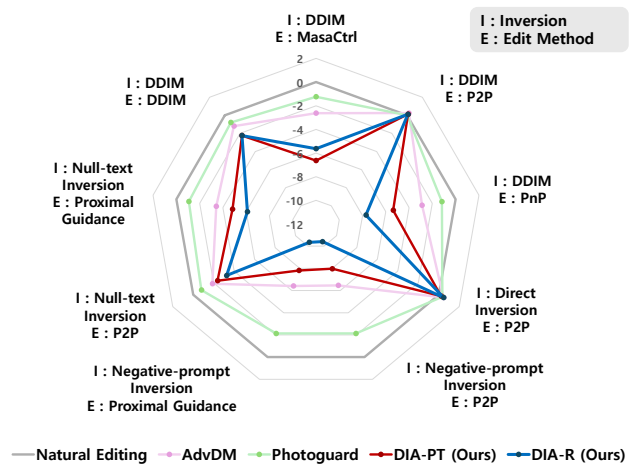 I : DDIM
E : MasaCtrl
I : Inversion
E : Edit Method
I : DDIM
E : DDIM
I : DDIM
E : P2P
2
0
-2
-4
-6
-8
-10
-12
I : Null-text
Inversion
E : Proximal
Guidance
I : DDIM
E : PnP
I : Null-text
Inversion
E : P2P
I : Direct
Inversion
E : P2P
I : Negative-prompt
Inversion
E : Proximal Guidance
I : Negative-prompt
Inversion
E : P2P
Natural Editing AdvDM Photoguard DIA-PT (Ours) DIA-R (Ours)